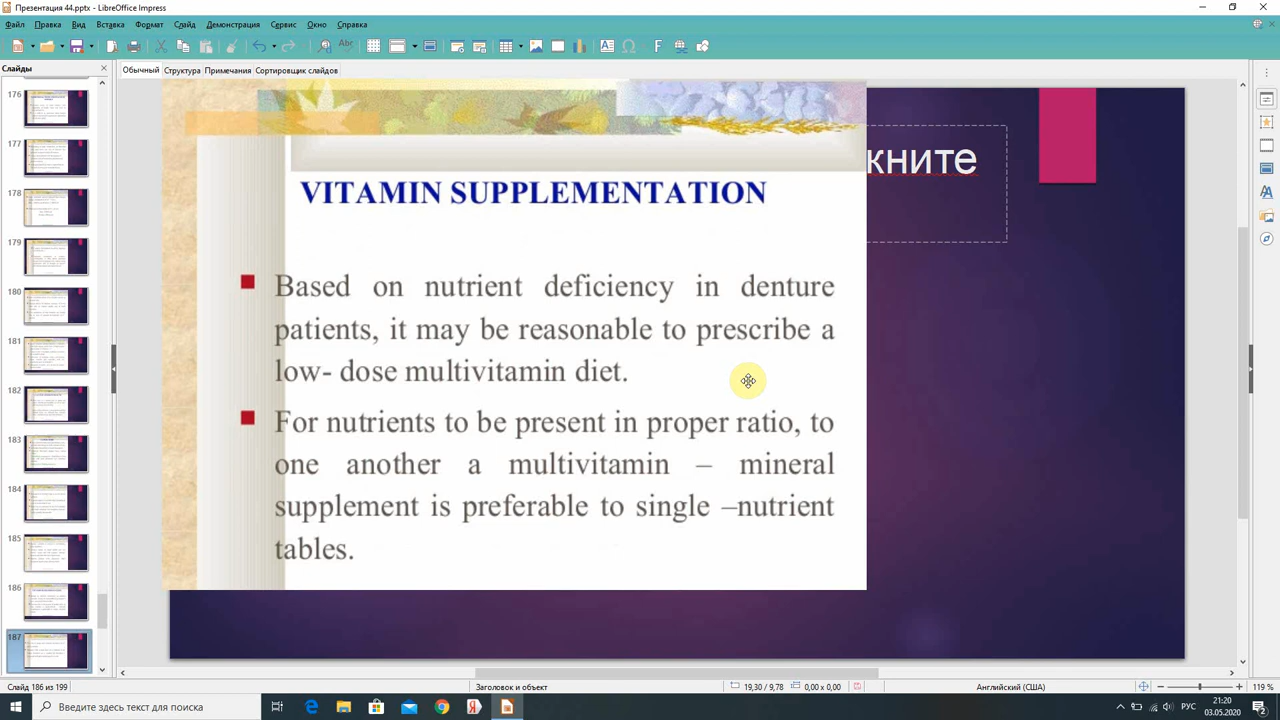 Презентация 44.pptx - LibreOffice Impress
Файл Правка Вид Вставка Формат Слайд Демонстрация Сервис Окно Справка
Слайды
Обычный Структура Примечания Сортировщик слайдов
176
177
178
179
180
181
182
183
184
185
186
187
кните
VITAMIN SUPPLEMENTATION
Based on nutrient deficiency in denture
patients, it may be reasonable to prescribe a
low- dose multivitamin diet.
For nutrients to be present in proper ratio, to
one another a multivitamin – mineral
supplement is preferable to single –nutrient
tables.
Слайд 186 из 199 Заголовок и объект 19,30 / 9,78 0,00 x 0,00 Английский (США) 119 %
Введите здесь текст для поиска
РУС
21:20
03.05.2020
2